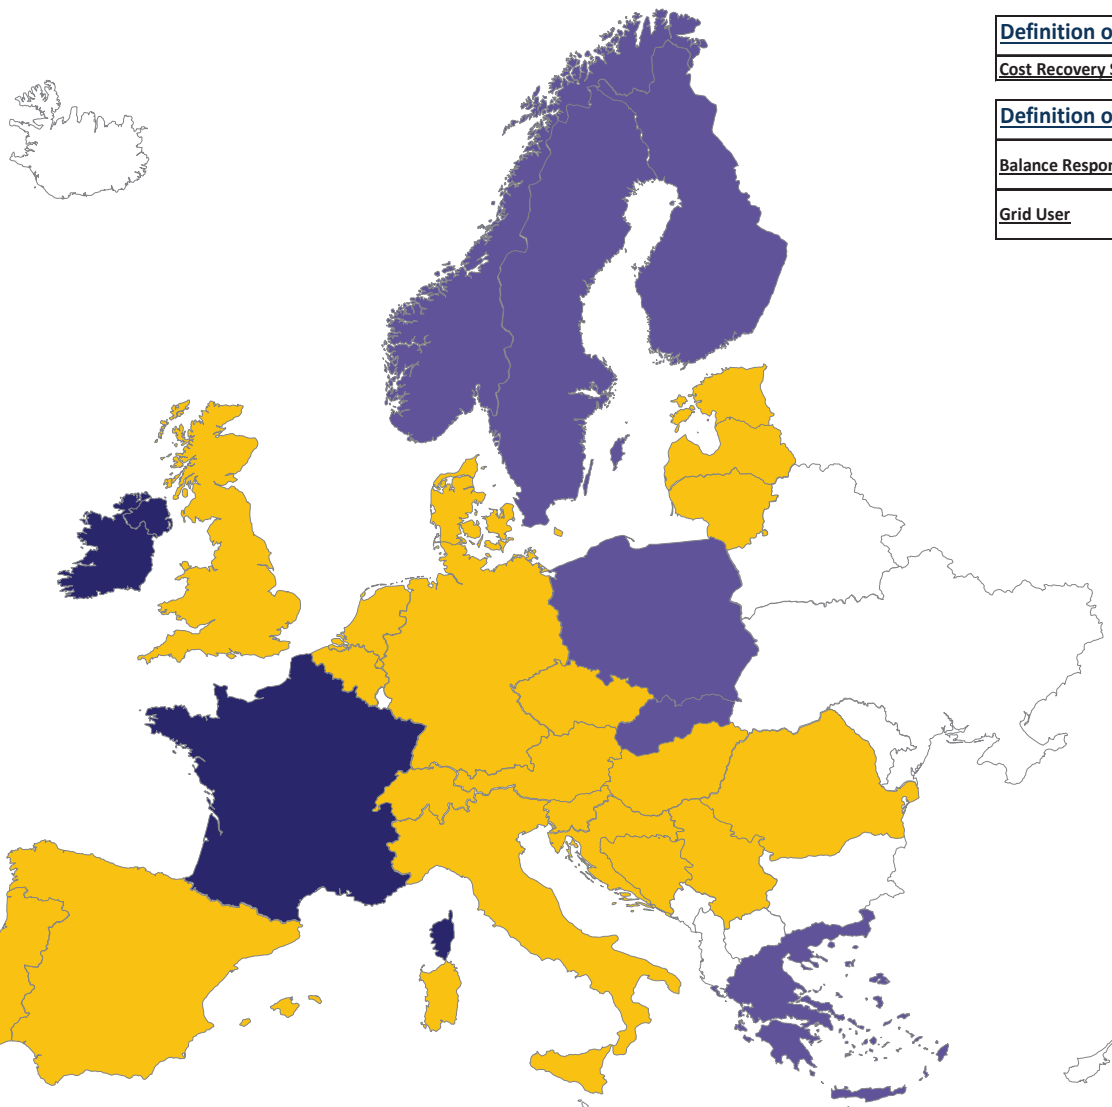 Definition o
Cost Recovery S
Definition o
Balance Respon
Grid User